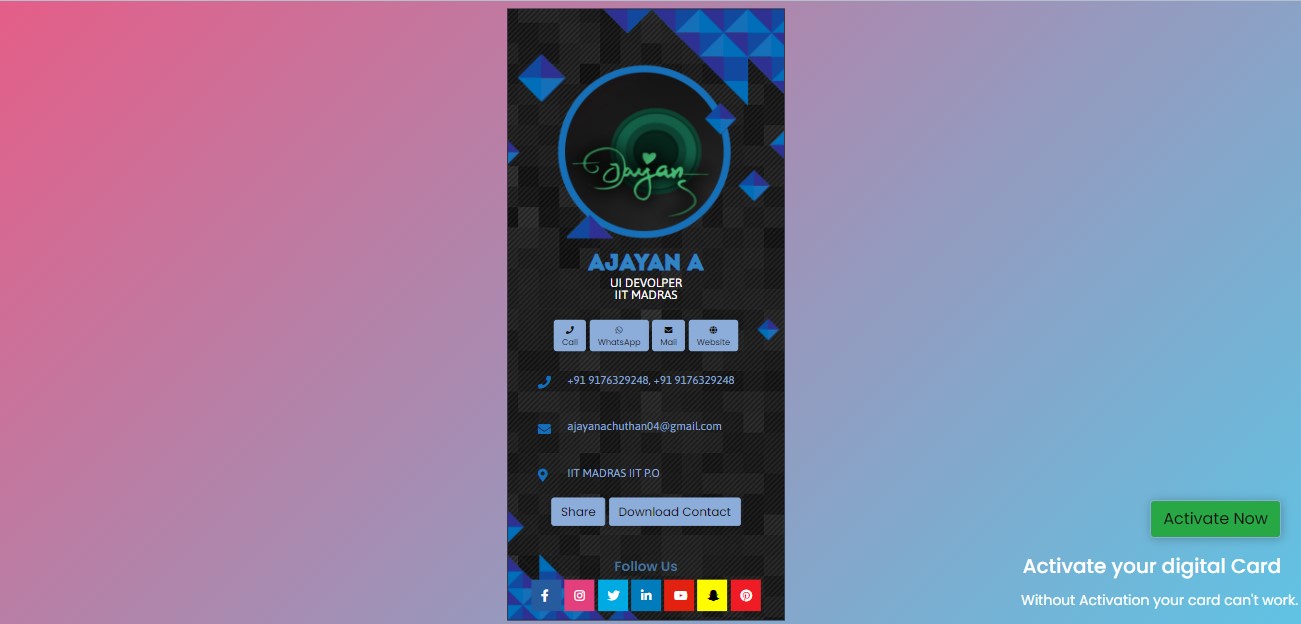 Ajayan
AJAYAN A
UI DEVOLPER
IIT MADRAS
Call WhatsApp Mail Website
+91 9176329248, +91 9176329248
ajayanachuthan04@gmail.com
IIT MADRAS IIT P.O
Share Download Contact
Follow Us
Activate Now
Activate your digital Card
Without Activation your card can't work.